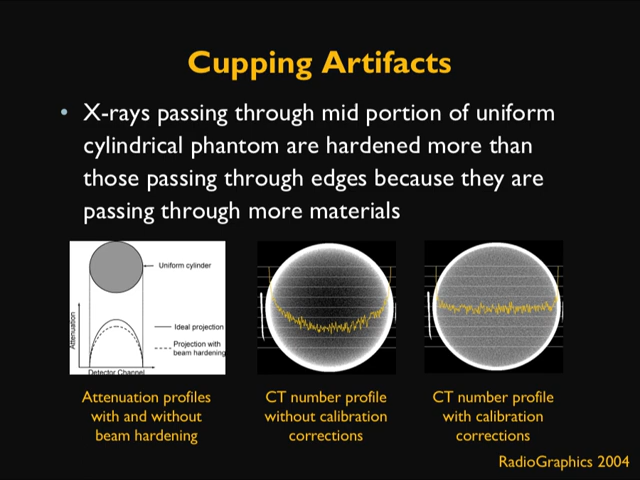 Cupping Artifacts
• X-rays passing through mid portion of uniform
cylindrical phantom are hardened more than
those passing through edges because they are
passing through more materials
Uniform cylinder
Attenuation
Ideal projection
Projection with
beam hardening
Detector Channel
Attenuation profiles
with and without
beam hardening
CT number profile
without calibration
corrections
CT number profile
with calibration
corrections
RadioGraphics 2004